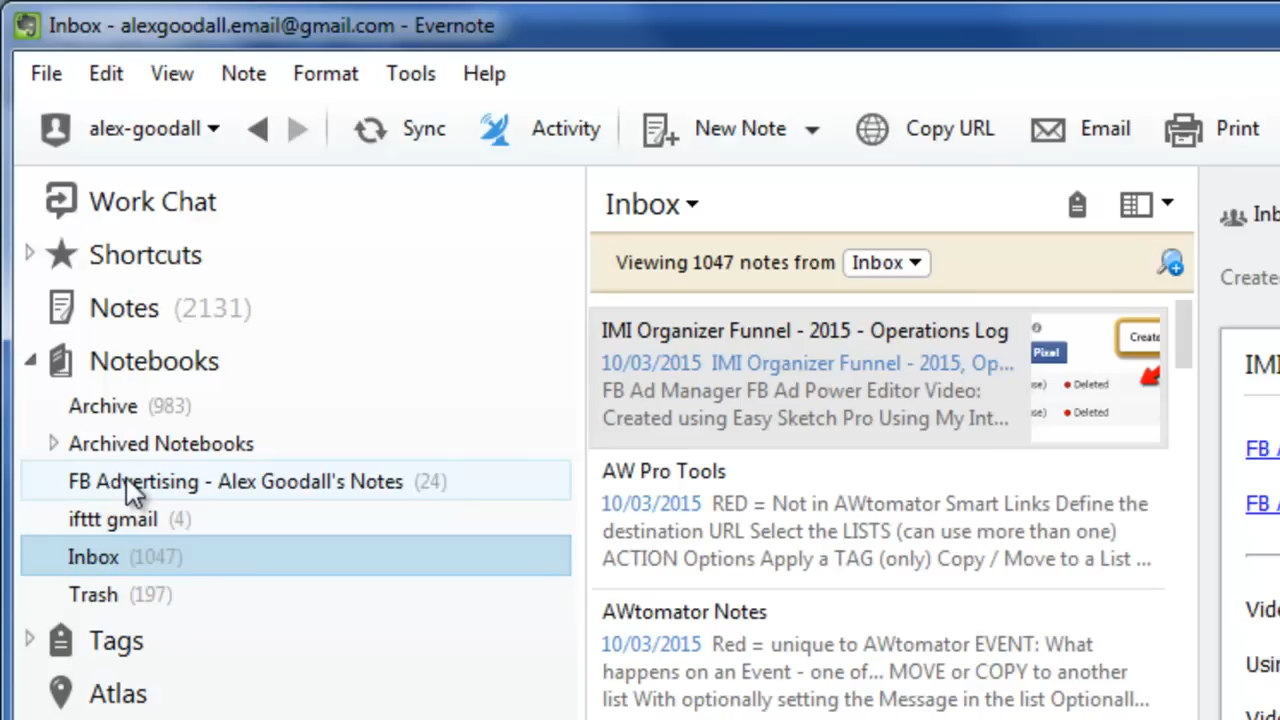 Inbox - alexgoodall.email@gmail.com - Evernote
File Edit View Note Format Tools Help
alex-goodall Sync Activity New Note Copy URL Email Print
Work Chat
Shortcuts
Notes (2131)
Notebooks
Archive (983)
Archived Notebooks
FB Advertising - Alex Goodall's Notes (24)
ifttt gmail (4)
Inbox (1047)
Trash (197)
Tags
Atlas
Inbox
Viewing 1047 notes from Inbox
IMI Organizer Funnel - 2015 - Operations Log
10/03/2015 IMI Organizer Funnel - 2015, Op...
FB Ad Manager FB Ad Power Editor Video:
Created using Easy Sketch Pro Using My Int...
Create
Pixel
Deleted
Deleted
AW Pro Tools
10/03/2015 RED = Not in AWtomator Smart Links Define the
destination URL Select the LISTS (can use more than one)
ACTION Options Apply a TAG (only) Copy / Move to a List ...
AWtomator Notes
10/03/2015 Red = unique to AWtomator EVENT: What
happens on an Event - one of... MOVE or COPY to another
list With optionally setting the Message in the list Optionall...
Create
IMI
FB
FB